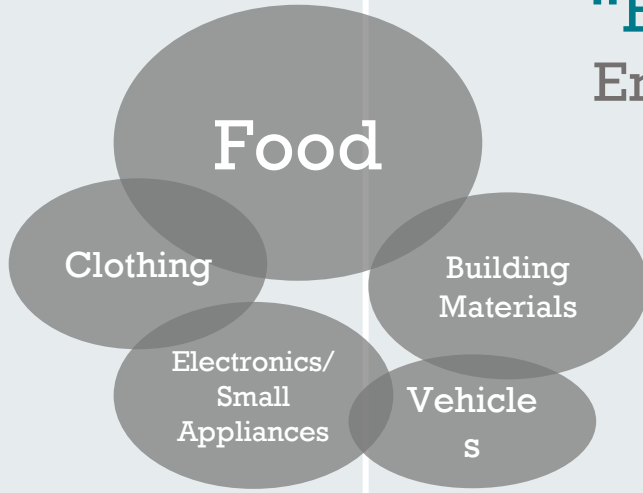 Food
Clothing
Building
Materials
Electronics/
Small
Appliances
Vehicle
s